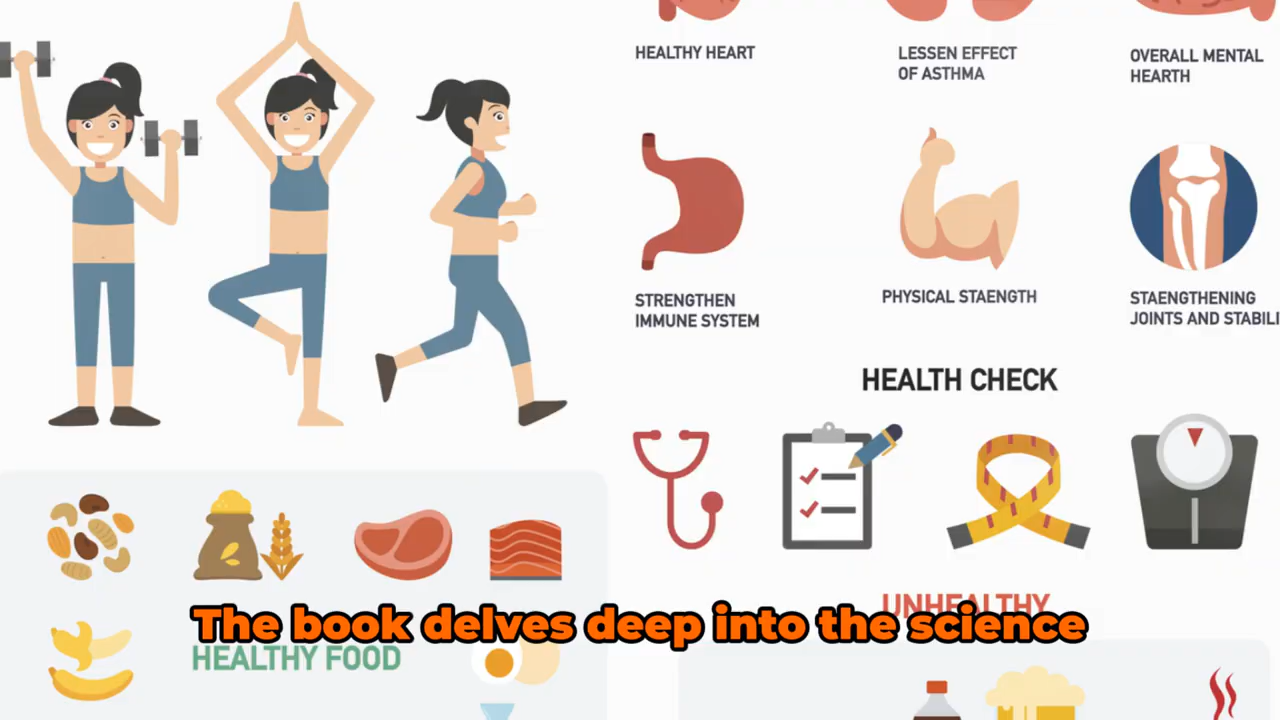 HEALTHY HEART
LESSEN EFFECT
OF ASTHMA
OVERALL MENTAL
HEARTH
STRENGTHEN
IMMUNE SYSTEM
PHYSICAL STAENGTH
STAENGTHENING
JOINTS AND STABILI
HEALTH CHECK
UNHEALTHY
The book delves deep into the science
HEALTHY FOOD